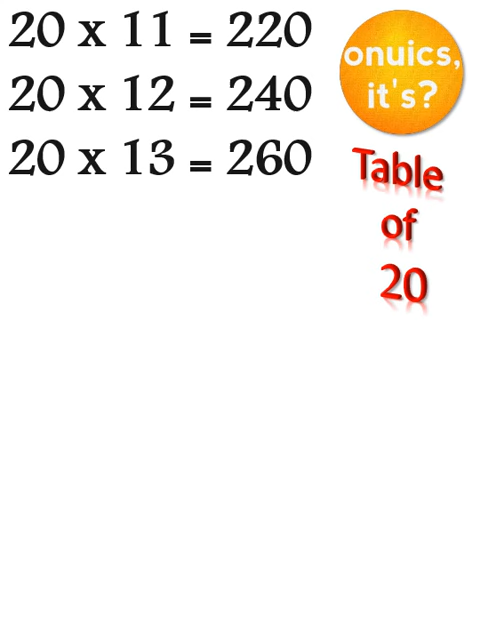 20 x 11 = 220
20 x 12 = 240
20 x 13 = 260
onuics,
it's?
Table
of
20